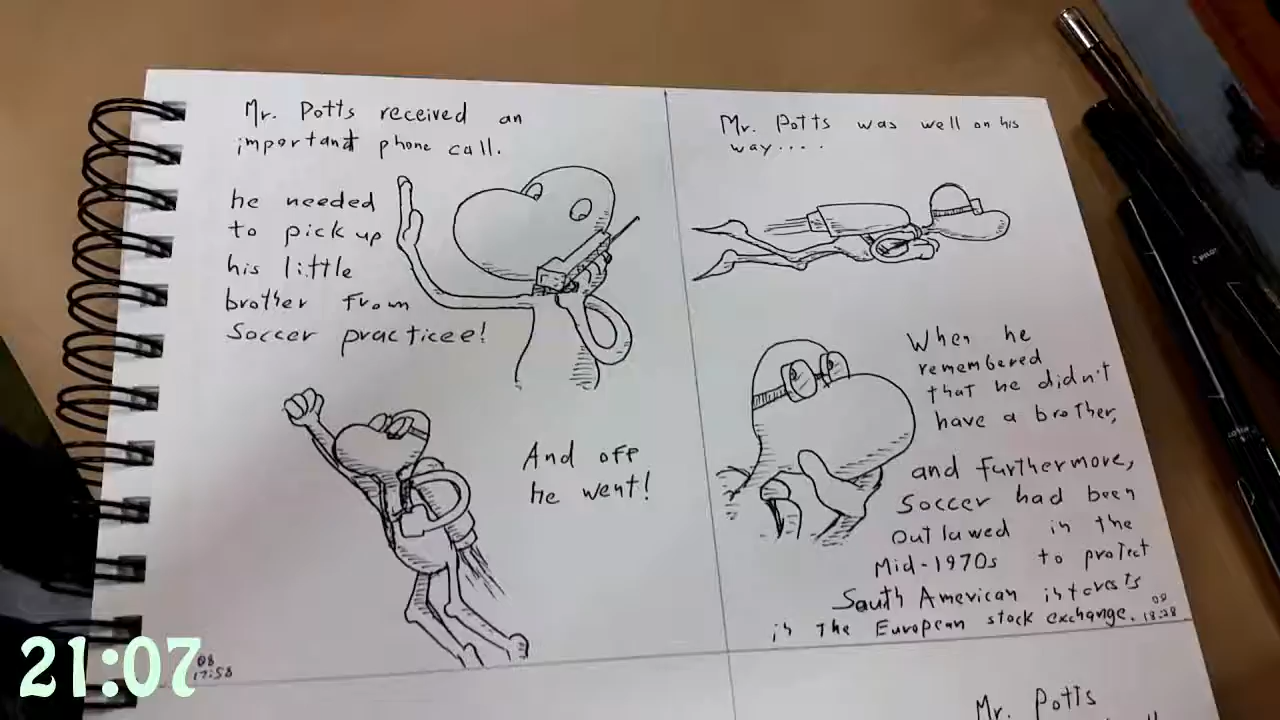 Mr. Potts received an
important phone call.
he needed
to pick up
his little
brother from
Soccer practicee!
And off
he went!
08
17:58
Mr. Potts was well on his
way....
When he
remembered
that he didn't
have a brother,
and furthermore,
Soccer had been
outlawed in the
Mid-1970s to protect
South American interests
in the European stock exchange.
09
18:28
Mr. Potts
21:07
PILOT